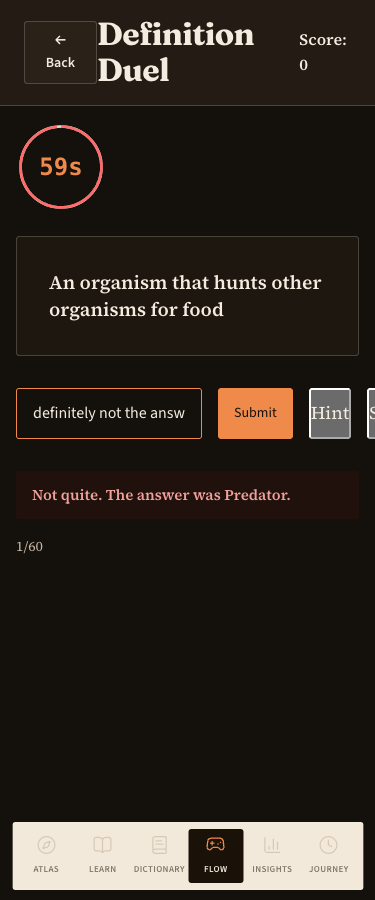 ← Back
Definition Duel
Score: 0
59s
An organism that hunts other
organisms for food
definitely not the answ
Submit
Hint
Not quite. The answer was Predator.
1/60
ATLAS
LEARN
DICTIONARY
FLOW
INSIGHTS
JOURNEY